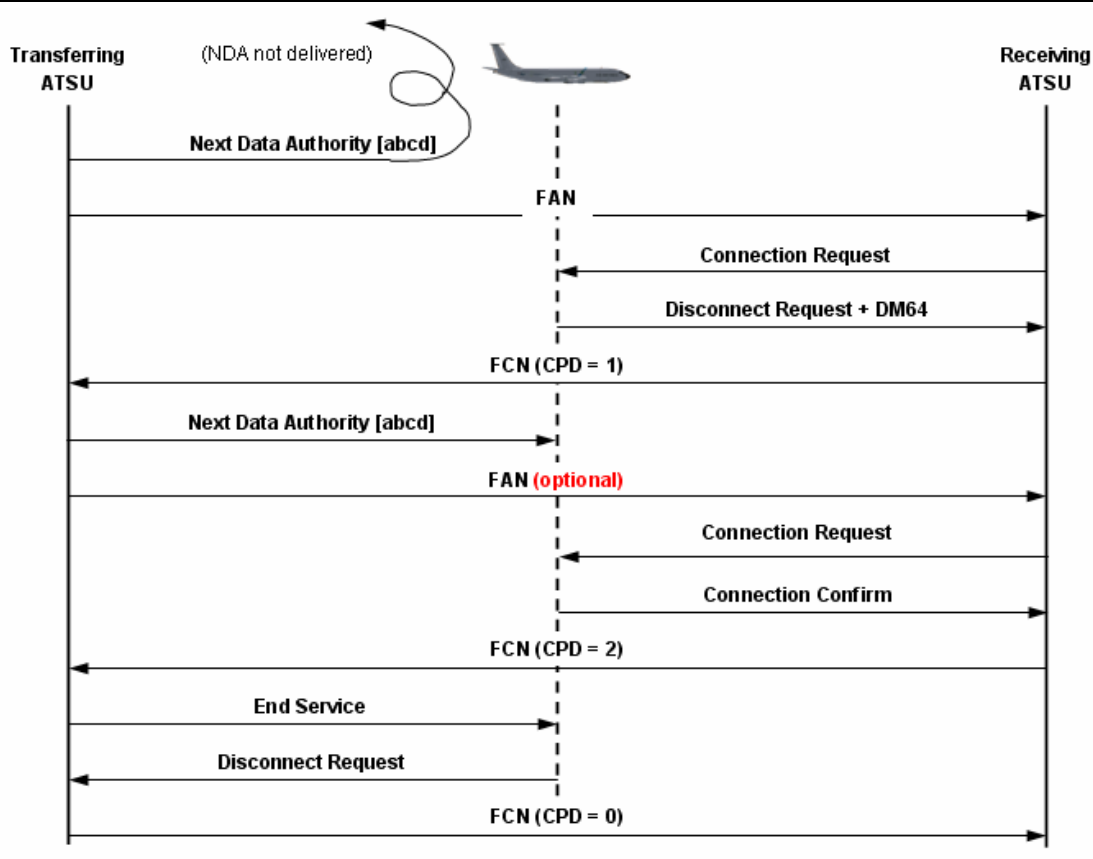 Transferring
ATSU
(NDA not delivered)
Receiving
ATSU
Next Data Authority [abcd]
FAN
Connection Request
Disconnect Request + DM64
FCN (CPD = 1)
Next Data Authority [abcd]
FAN (optional)
Connection Request
Connection Confirm
FCN (CPD = 2)
End Service
Disconnect Request
FCN (CPD = 0)